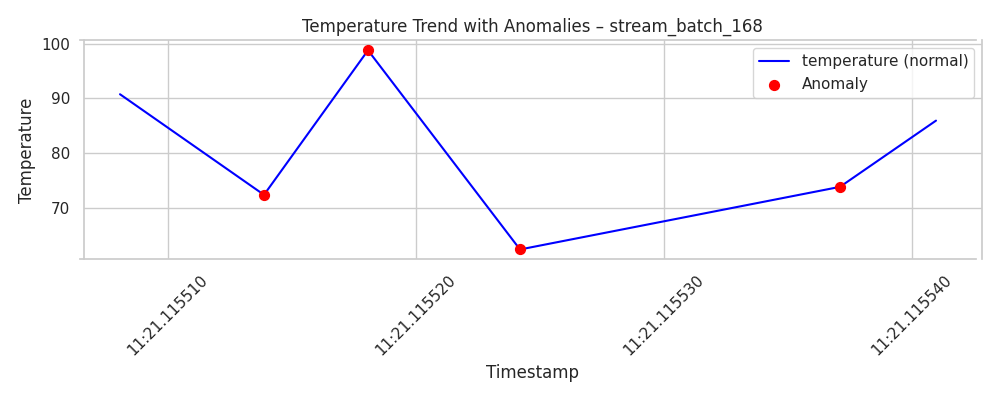 Temperature Trend with Anomalies – stream_batch_168
temperature (normal)
Anomaly
Temperature
100
90
80
70
11:21.115510
11:21.115520
11:21.115530
11:21.115540
Timestamp